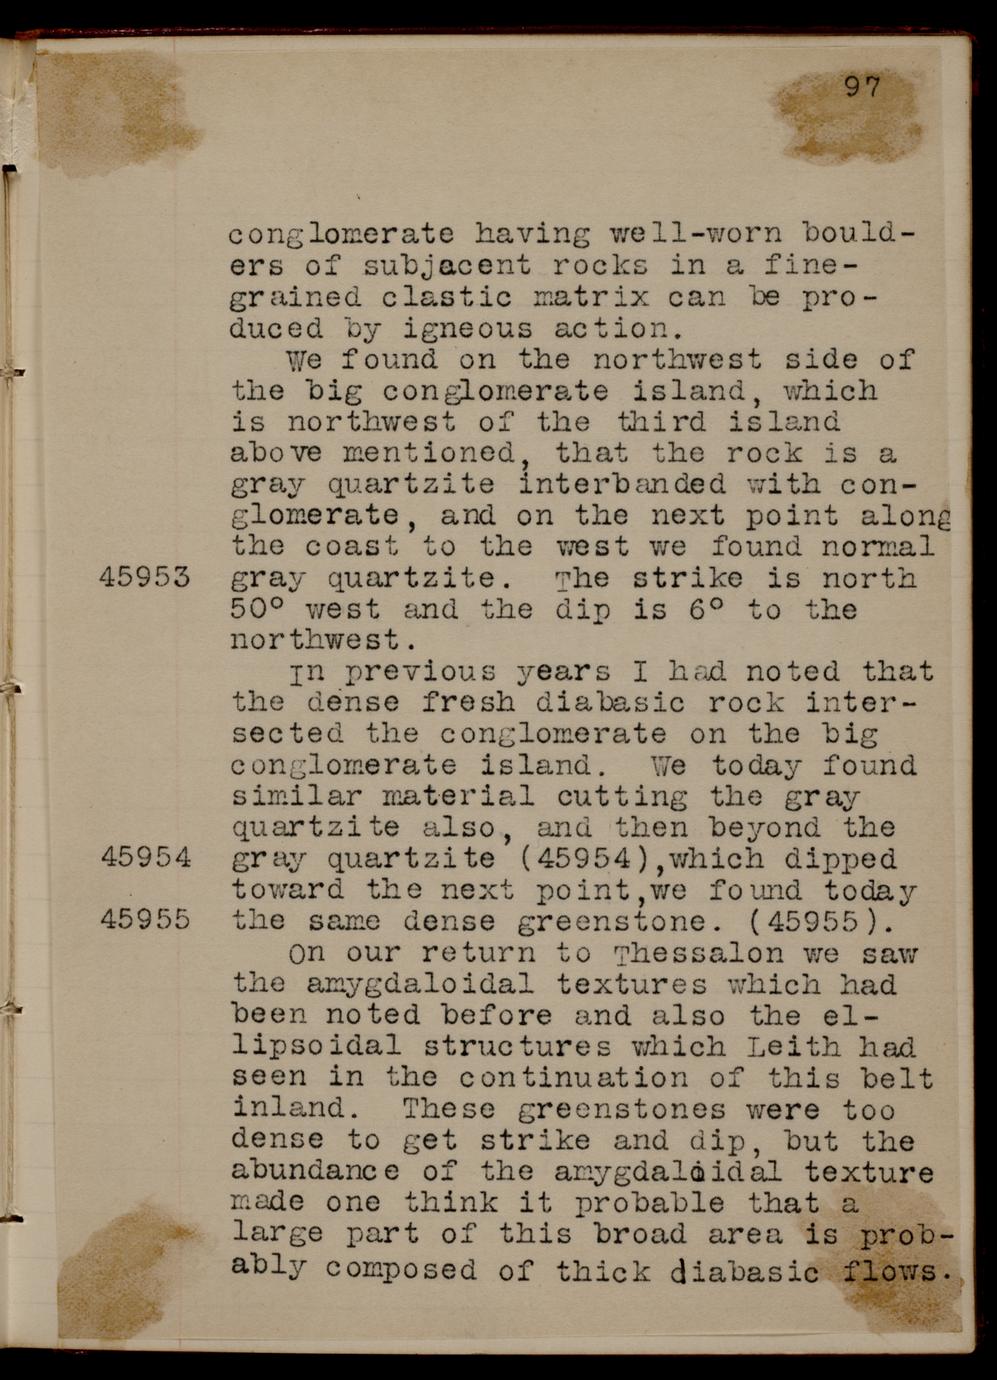 97
conglomerate having well-worn bould-
ers of subjacent rocks in a fine-
grained clastic matrix can be pro-
duced by igneous action.
We found on the northwest side of
the big conglomerate island, which
is northwest of the third island
above mentioned, that the rock is a
gray quartzite interbanded with con-
glomerate, and on the next point along
the coast to the west we found normal
45953 gray quartzite. The strike is north
50° west and the dip is 6° to the
northwest.
In previous years I had noted that
the dense fresh diabasic rock inter-
sected the conglomerate on the big
conglomerate island. We today found
similar material cutting the gray
quartzite also, and then beyond the
45954 gray quartzite (45954),which dipped
toward the next point,we found today
45955 the same dense greenstone. (45955).
On our return to Thessalon we saw
the amygdaloidal textures which had
been noted before and also the el-
lipsoidal structures which Leith had
seen in the continuation of this belt
inland. These greenstones were too
dense to get strike and dip, but the
abundance of the amygdaloidal texture
made one think it probable that a
large part of this broad area is prob-
ably composed of thick diabasic flows.